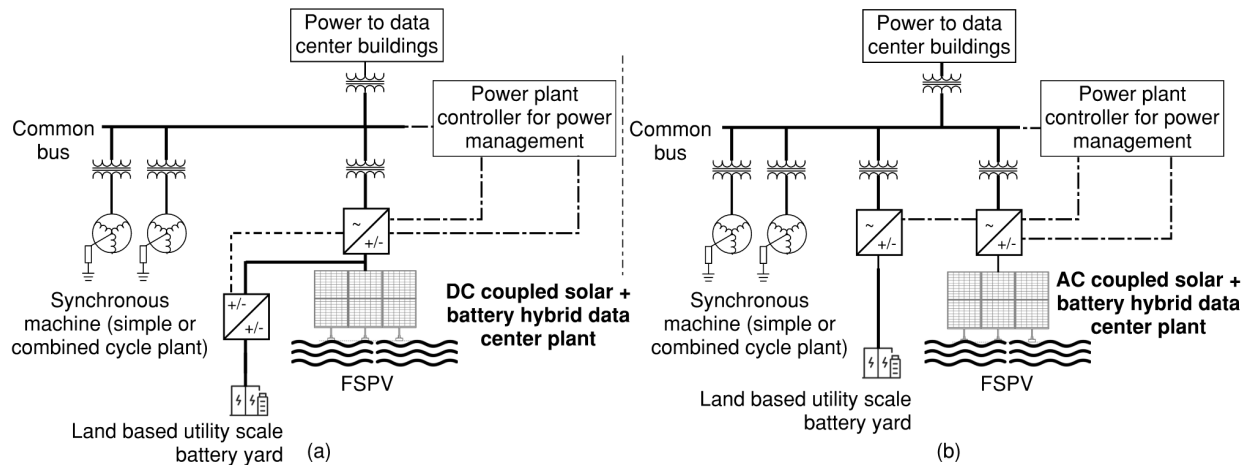 Power to data
center buildings
Power plant
controller for power
management
Common
bus
~
+/-
+/-
+/-
Synchronous
machine (simple or
combined cycle plant)
DC coupled solar +
battery hybrid data
center plant
FSPV
Land based utility scale
battery yard
(a)
Power to data
center buildings
Power plant
controller for power
management
Common
bus
~
+/-
~
+/-
Synchronous
machine (simple or
combined cycle plant)
AC coupled solar +
battery hybrid data
center plant
FSPV
Land based utility scale
battery yard
(b)